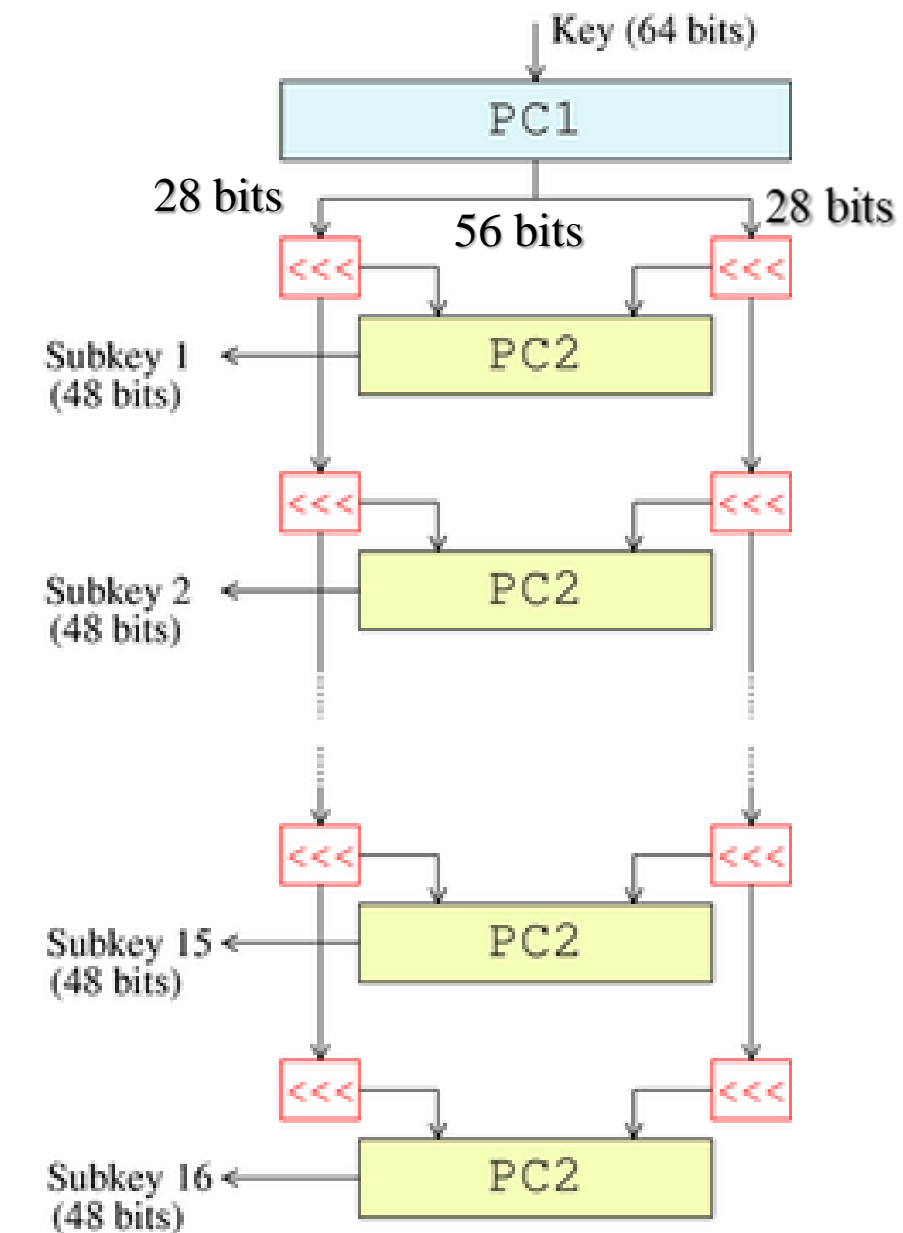 Key (64 bits)
PC1
28 bits
56 bits
28 bits
<<<
<<<
Subkey 1
(48 bits)
PC2
<<<
<<<
Subkey 2
(48 bits)
PC2
<<<
<<<
Subkey 15
(48 bits)
PC2
<<<
<<<
Subkey 16
(48 bits)
PC2